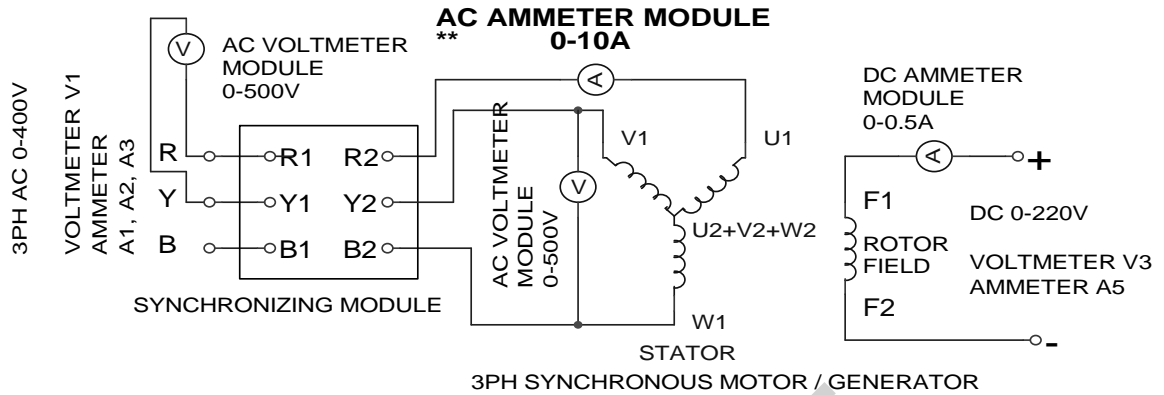 AC AMMETER MODULE
** 0-10A
V
AC VOLTMETER
MODULE
0-500V
3PH AC 0-400V
VOLTMETER V1
AMMETER
A1, A2, A3
R
Y
B
R1 R2
Y1 Y2
B1 B2
SYNCHRONIZING MODULE
A
AC VOLTMETER
MODULE
0-500V
V
V1
U1
U2+V2+W2
W1
STATOR
3PH SYNCHRONOUS MOTOR / GENERATOR
DC AMMETER
MODULE
0-0.5A
A
+
F1
DC 0-220V
ROTOR
FIELD
VOLTMETER V3
AMMETER A5
F2
-